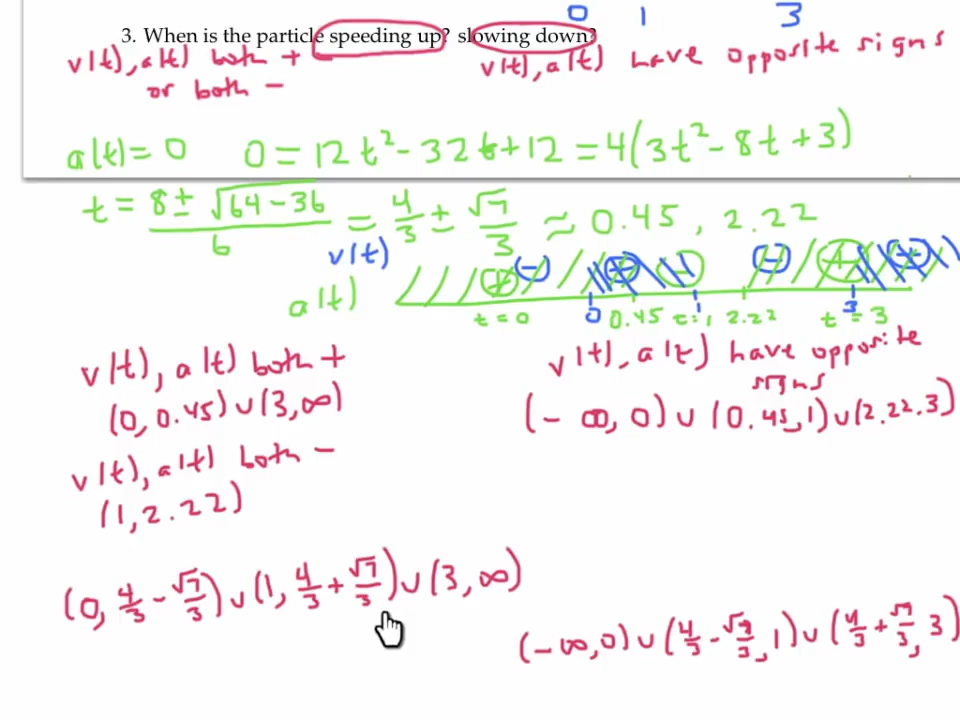 0 1 3
3. When is the particle speeding up? slowing down?
v(t), a(t) both +
or both −
v(t), a(t) have opposite signs
a(t) = 0 0 = 12t² − 32t + 12 = 4(3t² − 8t + 3)
t = 8 ± √64 − 36 / 6 = 4/3 ± √7/3 ≈ 0.45, 2.22
v(t) − + − +
a(t) + − +
t = 0 0 0.45 t = 1 1 2.22 t = 3 3
v(t), a(t) both +
(0, 0.45) ∪ (3, ∞)
v(t), a(t) both −
(1, 2.22)
v(t), a(t) have opposite
signs
(−∞, 0) ∪ (0.45, 1) ∪ (2.22, 3)
(0, 4/3 − √7/3) ∪ (1, 4/3 + √7/3) ∪ (3, ∞)
(−∞, 0) ∪ (4/3 − √7/3, 1) ∪ (4/3 + √7/3, 3)